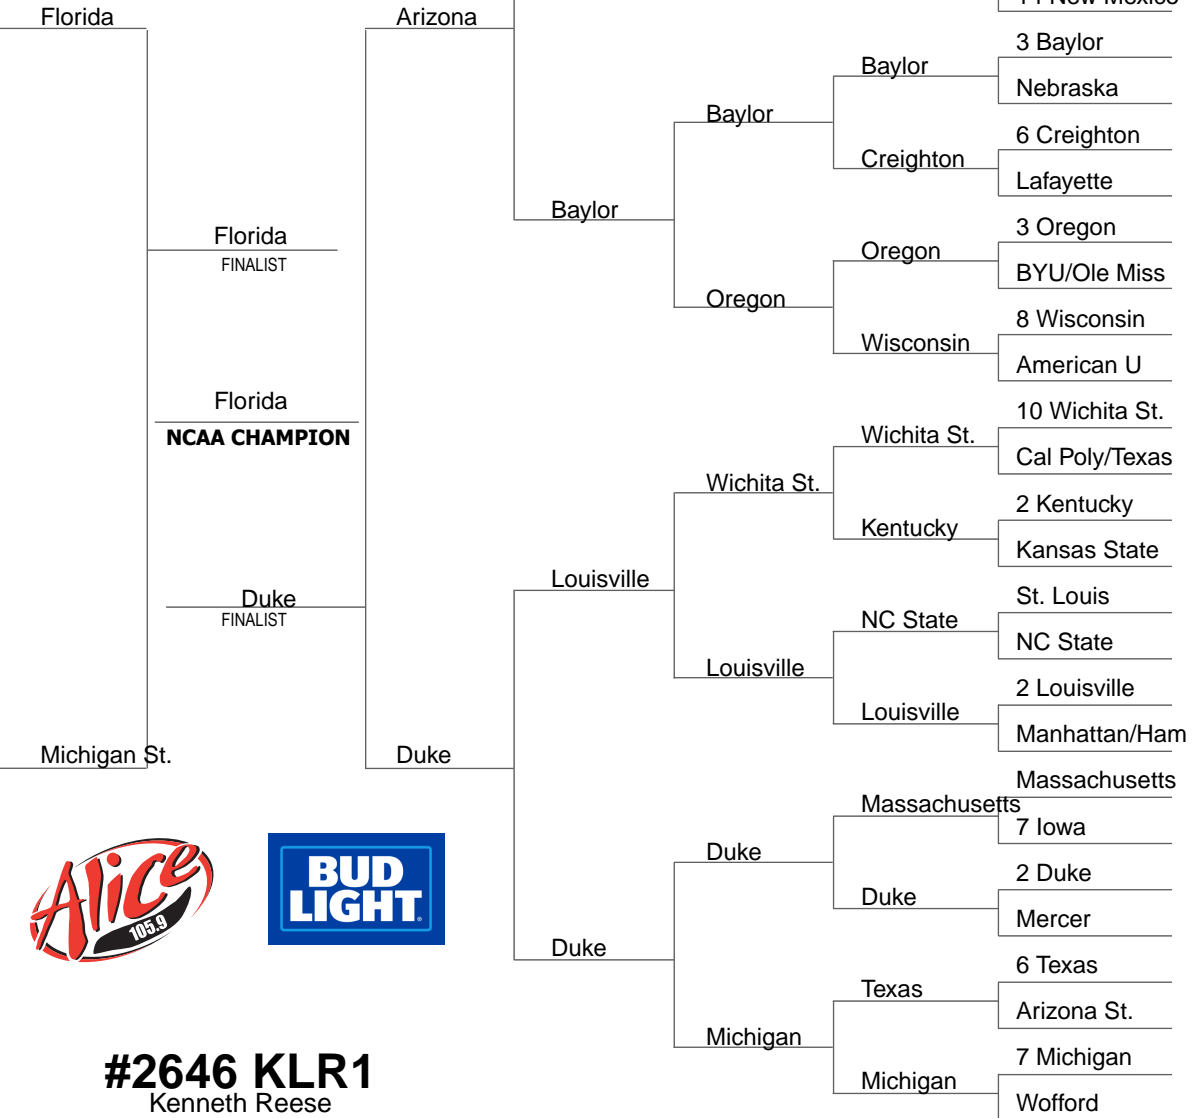 Florida
Michigan St.
Florida
FINALIST
Florida
NCAA CHAMPION
Duke
FINALIST
Arizona
Duke
Baylor
Louisville
Duke
Baylor
Oregon
Wichita St.
Louisville
Duke
Michigan
Baylor
Creighton
Oregon
Wisconsin
Wichita St.
Kentucky
NC State
Louisville
Massachusetts
Duke
Texas
Michigan
3 Baylor
Nebraska
6 Creighton
Lafayette
3 Oregon
BYU/Ole Miss
8 Wisconsin
American U
10 Wichita St.
Cal Poly/Texas
2 Kentucky
Kansas State
St. Louis
NC State
2 Louisville
Manhattan/Ham
Massachusetts
7 Iowa
2 Duke
Mercer
6 Texas
Arizona St.
7 Michigan
Wofford
Alice
105.9
BUD
LIGHT
#2646 KLR1
Kenneth Reese